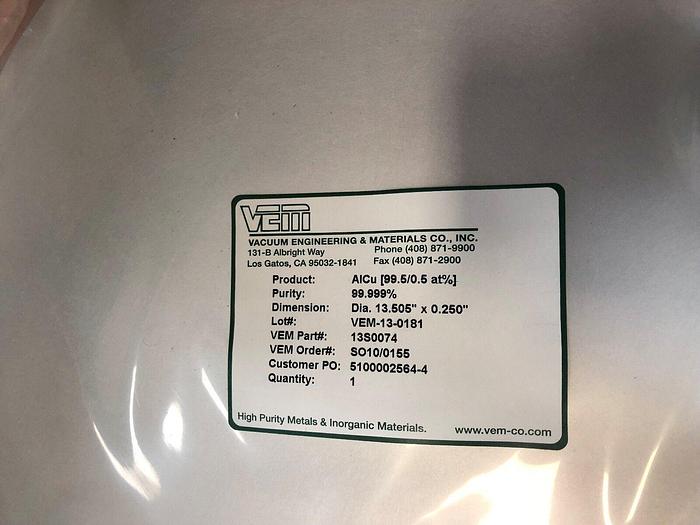 VEM
VACUUM ENGINEERING & MATERIALS CO., INC.
131-B Albright Way Phone (408) 871-9900
Los Gatos, CA 95032-1841 Fax (408) 871-2900
Product: AlCu [99.5/0.5 at%]
Purity: 99.999%
Dimension: Dia. 13.505" x 0.250"
Lot#: VEM-13-0181
VEM Part#: 13S0074
VEM Order#: SO10/0155
Customer PO: 5100002564-4
Quantity: 1
High Purity Metals & Inorganic Materials. www.vem-co.com